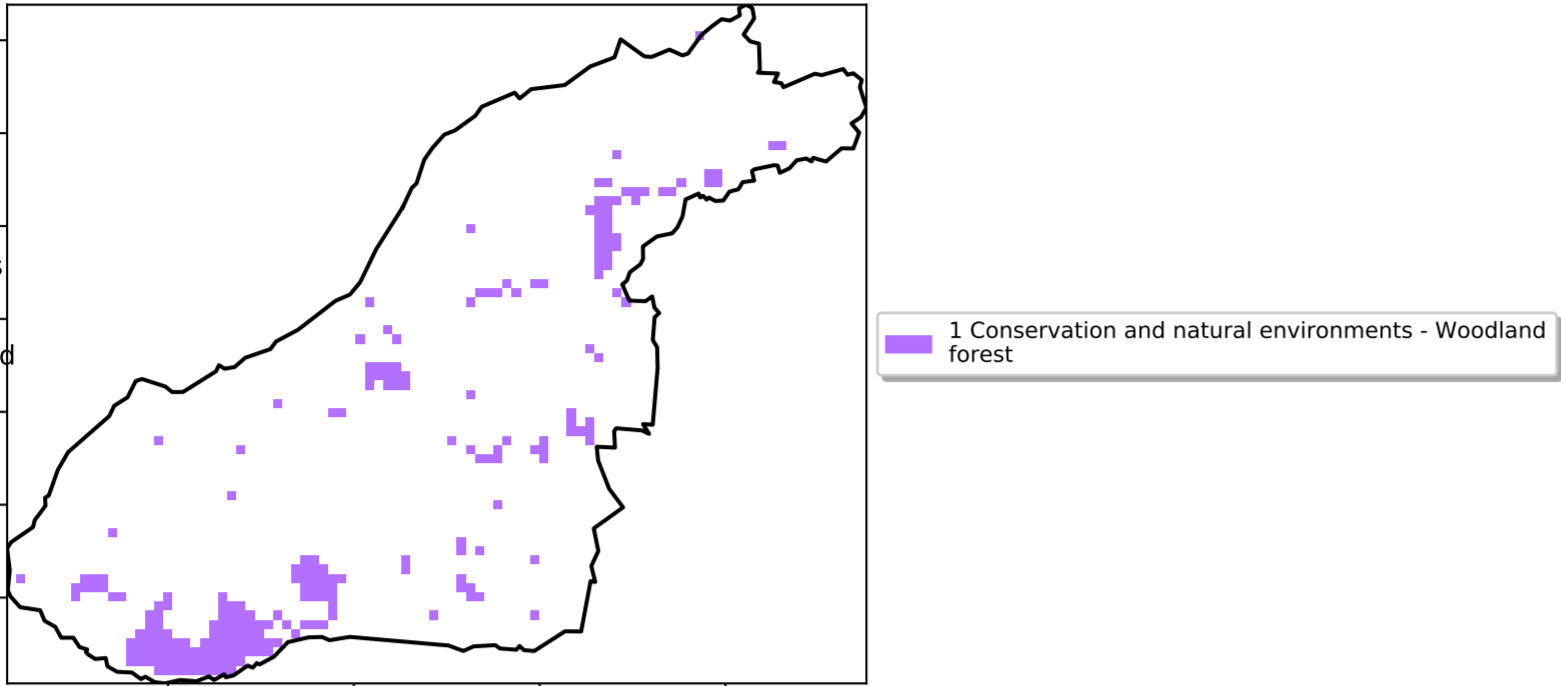 d
1 Conservation and natural environments - Woodland
forest